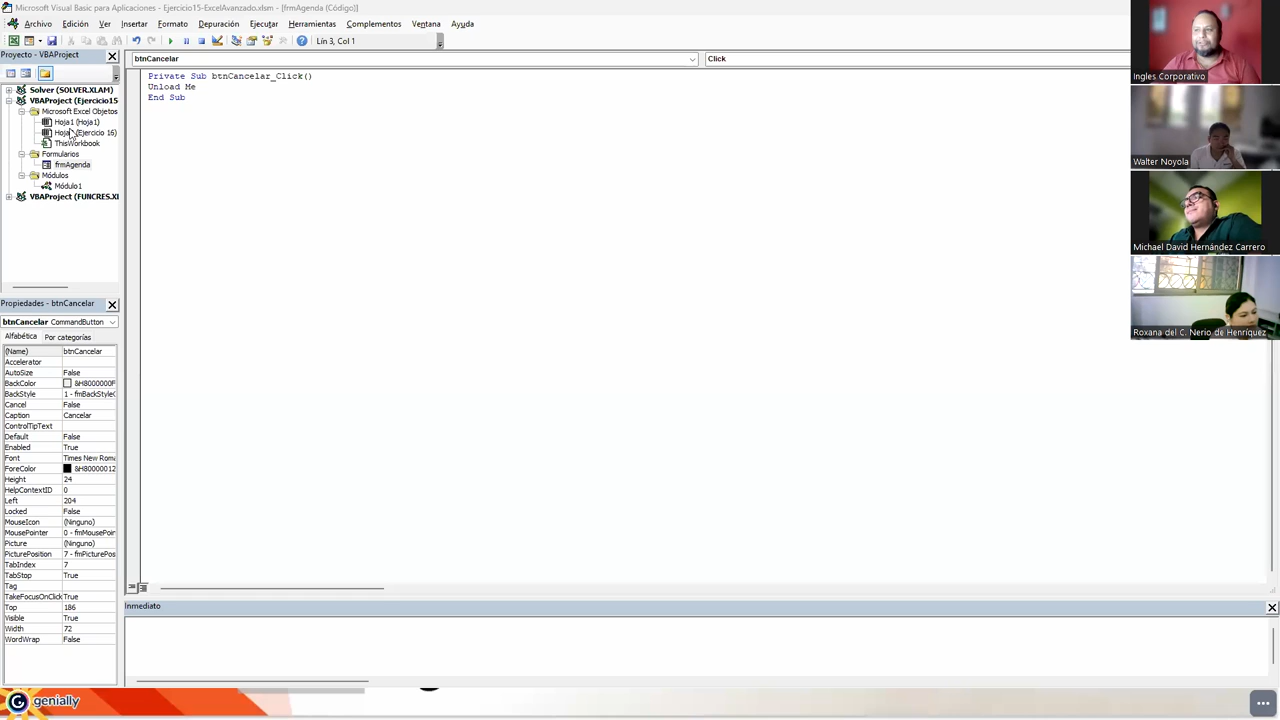 Microsoft Visual Basic para Aplicaciones - Ejercicio15-ExcelAvanzado.xlsm - [frmAgenda (Código)]
Archivo Edición Ver Insertar Formato Depuración Ejecutar Herramientas Complementos Ventana Ayuda
Lín 3, Col 1
Proyecto - VBAProject
Solver (SOLVER.XLAM)
VBAProject (Ejercicio15
Microsoft Excel Objetos
Hoja1 (Hoja1)
(Ejercicio 16)
ThisWorkbook
Formularios
frmAgenda
Módulos
Módulo1
VBAProject (FUNCRES.XL
btnCancelar
Click
Private Sub btnCancelar_Click()
Unload Me
End Sub
Propiedades - btnCancelar
btnCancelar CommandButton
Alfabética Por categorías
(Name) btnCancelar
Accelerator
AutoSize False
BackColor &H8000000F
BackStyle 1 - fmBackStyle
Cancel False
Caption Cancelar
ControlTipText
Default False
Enabled True
Font Times New Roma
ForeColor &H80000012
Height 24
HelpContextID 0
Left 204
Locked False
MouseIcon (Ninguno)
MousePointer 0 - fmMousePoin
Picture (Ninguno)
PicturePosition 7 - fmPicturePos
TabIndex 7
TabStop True
Tag
TakeFocusOnClick True
Top 186
Visible True
Width 72
WordWrap False
Inmediato
Ingles Corporativo
Walter Noyola
Michael David Hernández Carrero
Roxana del C. Nerio de Henríquez
genially